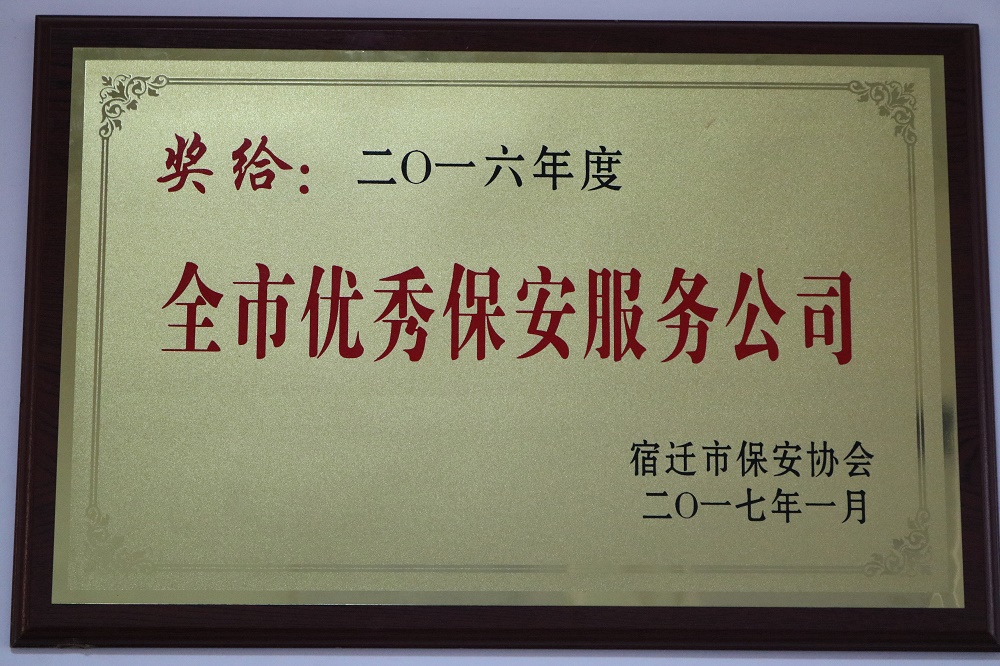 奖给：二〇一六年度
全市优秀保安服务公司
宿迁市保安协会
二〇一七年一月